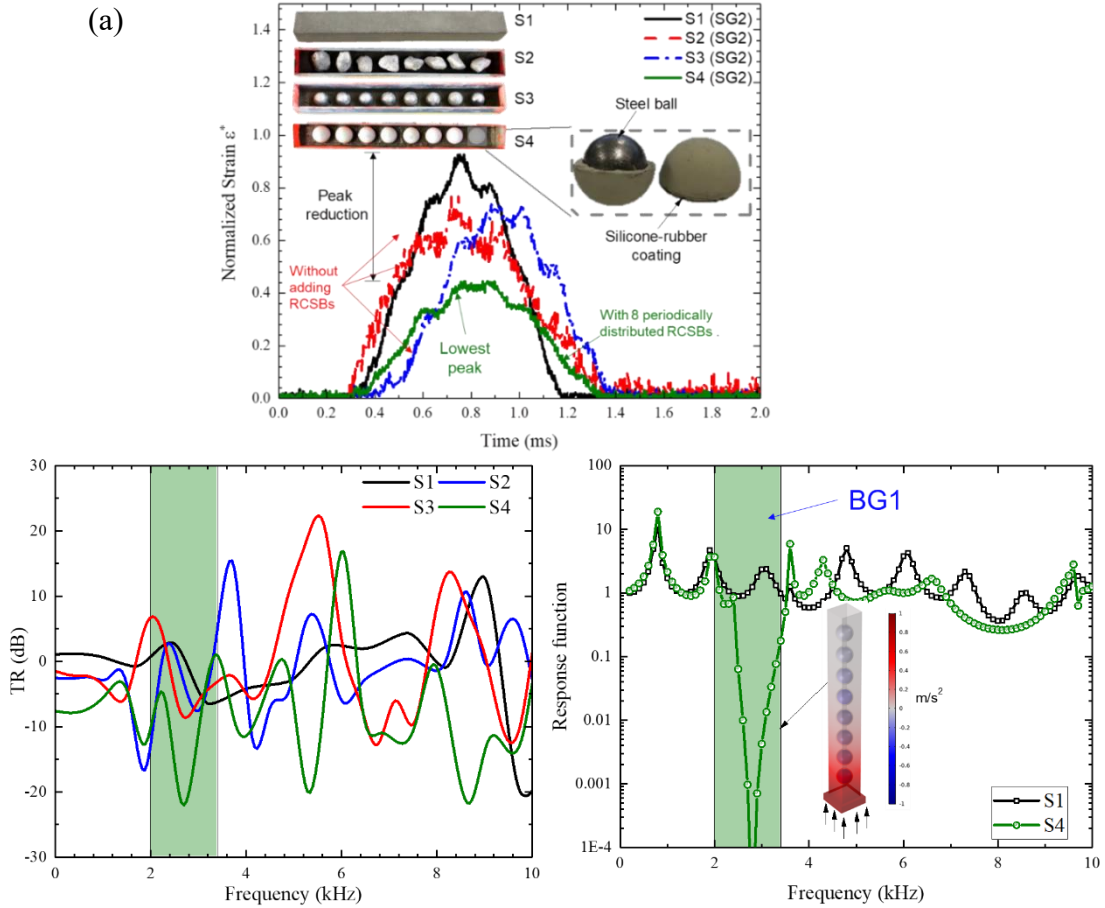 (a)
S1
S2
S3
S4
S1 (SG2)
S2 (SG2)
S3 (SG2)
S4 (SG2)
Steel ball
Silicone-rubber
coating
Peak
reduction
Without
adding
RCSBs
Lowest
peak
With 8 periodically
distributed RCSBs .
Normalized Strain ε*
1.4
1.2
1.0
0.8
0.6
0.4
0.2
0.0
0.0 0.2 0.4 0.6 0.8 1.0 1.2 1.4 1.6 1.8 2.0
Time (ms)
TR (dB)
30
20
10
0
-10
-20
-30
S1 S2
S3 S4
0 2 4 6 8 10
Frequency (kHz)
Response function
100
10
1
0.1
0.01
0.001
1E-4
BG1
1
0.8
0.6
0.4
0.2
0
-0.2
-0.4
-0.6
-0.8
-1
m/s²
S1
S4
0 2 4 6 8 10
Frequency (kHz)